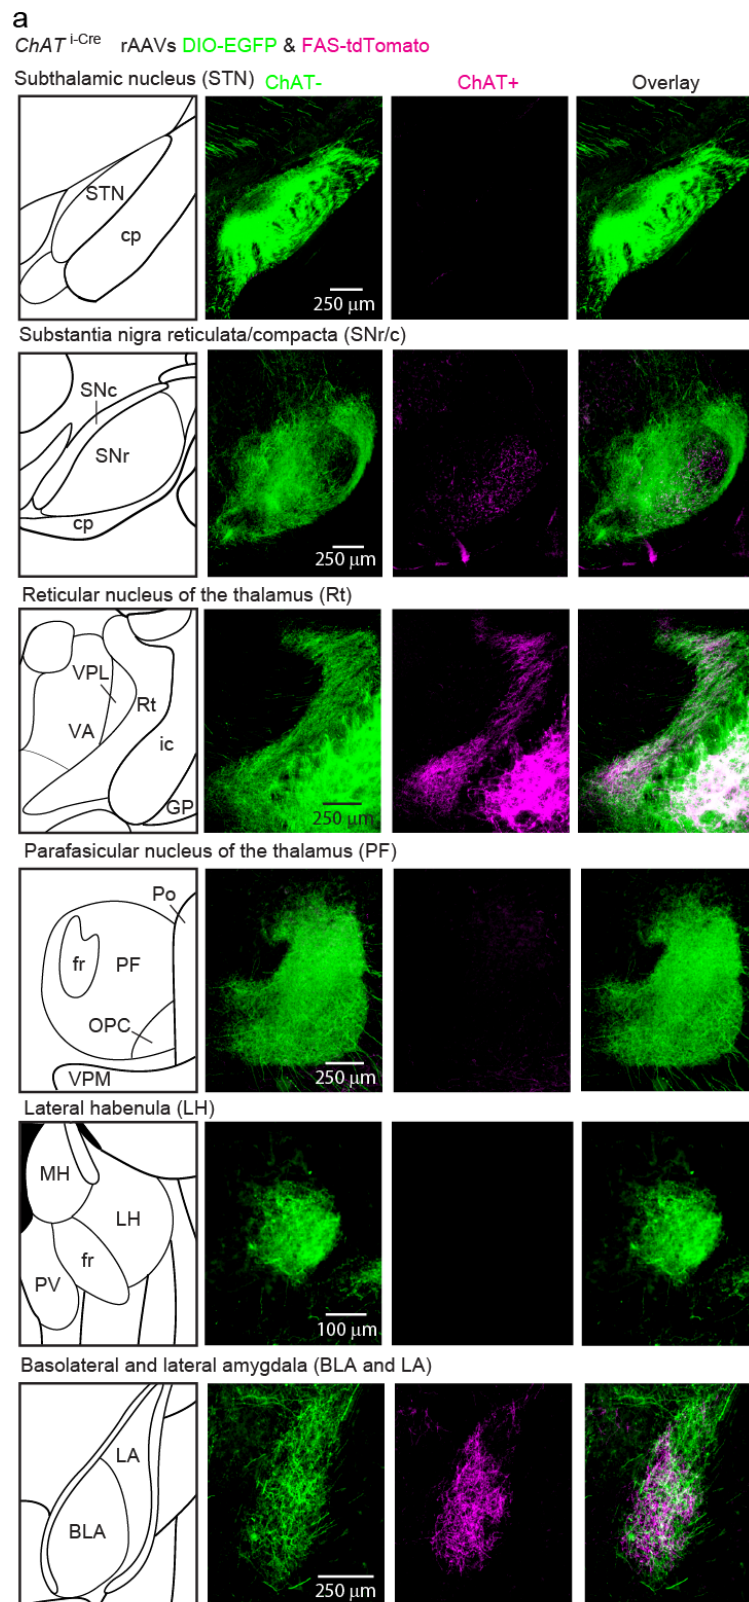 a
ChAT i-Cre rAAVs DIO-EGFP & FAS-tdTomato
Subthalamic nucleus (STN) ChAT- ChAT+ Overlay
STN
cp
250 µm
Substantia nigra reticulata/compacta (SNr/c)
SNc
SNr
cp
250 µm
Reticular nucleus of the thalamus (Rt)
VPL
Rt
VA
ic
GP
250 µm
Parafasicular nucleus of the thalamus (PF)
Po
fr
PF
OPC
VPM
250 µm
Lateral habenula (LH)
MH
LH
fr
PV
100 µm
Basolateral and lateral amygdala (BLA and LA)
LA
BLA
250 µm